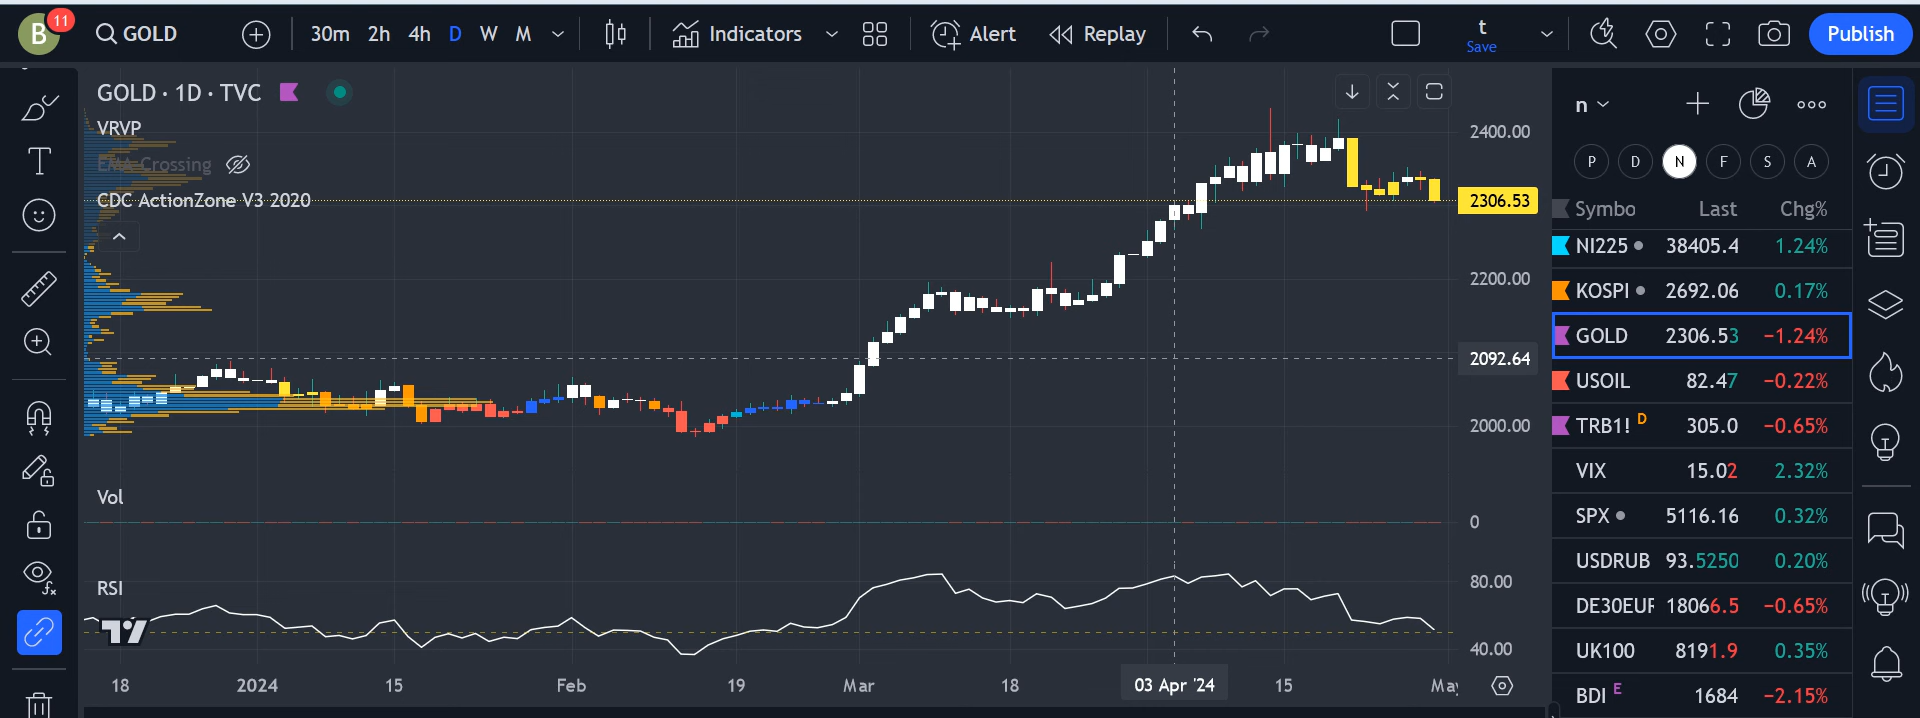 B 11 GOLD 30m 2h 4h D W M Indicators Alert Replay t Save Publish
GOLD · 1D · TVC
VRVP
EMA Crossing
CDC ActionZone V3 2020
Vol
RSI
2400.00
2306.53
2200.00
2092.64
2000.00
0
80.00
40.00
18 2024 15 Feb 19 Mar 18 03 Apr '24 15 May
n
P D N F S A
Symbo Last Chg%
NI225 38405.4 1.24%
KOSPI 2692.06 0.17%
GOLD 2306.53 −1.24%
USOIL 82.47 −0.22%
TRB1! D 305.0 −0.65%
VIX 15.02 2.32%
SPX 5116.16 0.32%
USDRUB 93.5250 0.20%
DE30EUR 18066.5 −0.65%
UK100 8191.9 0.35%
BDI E 1684 −2.15%